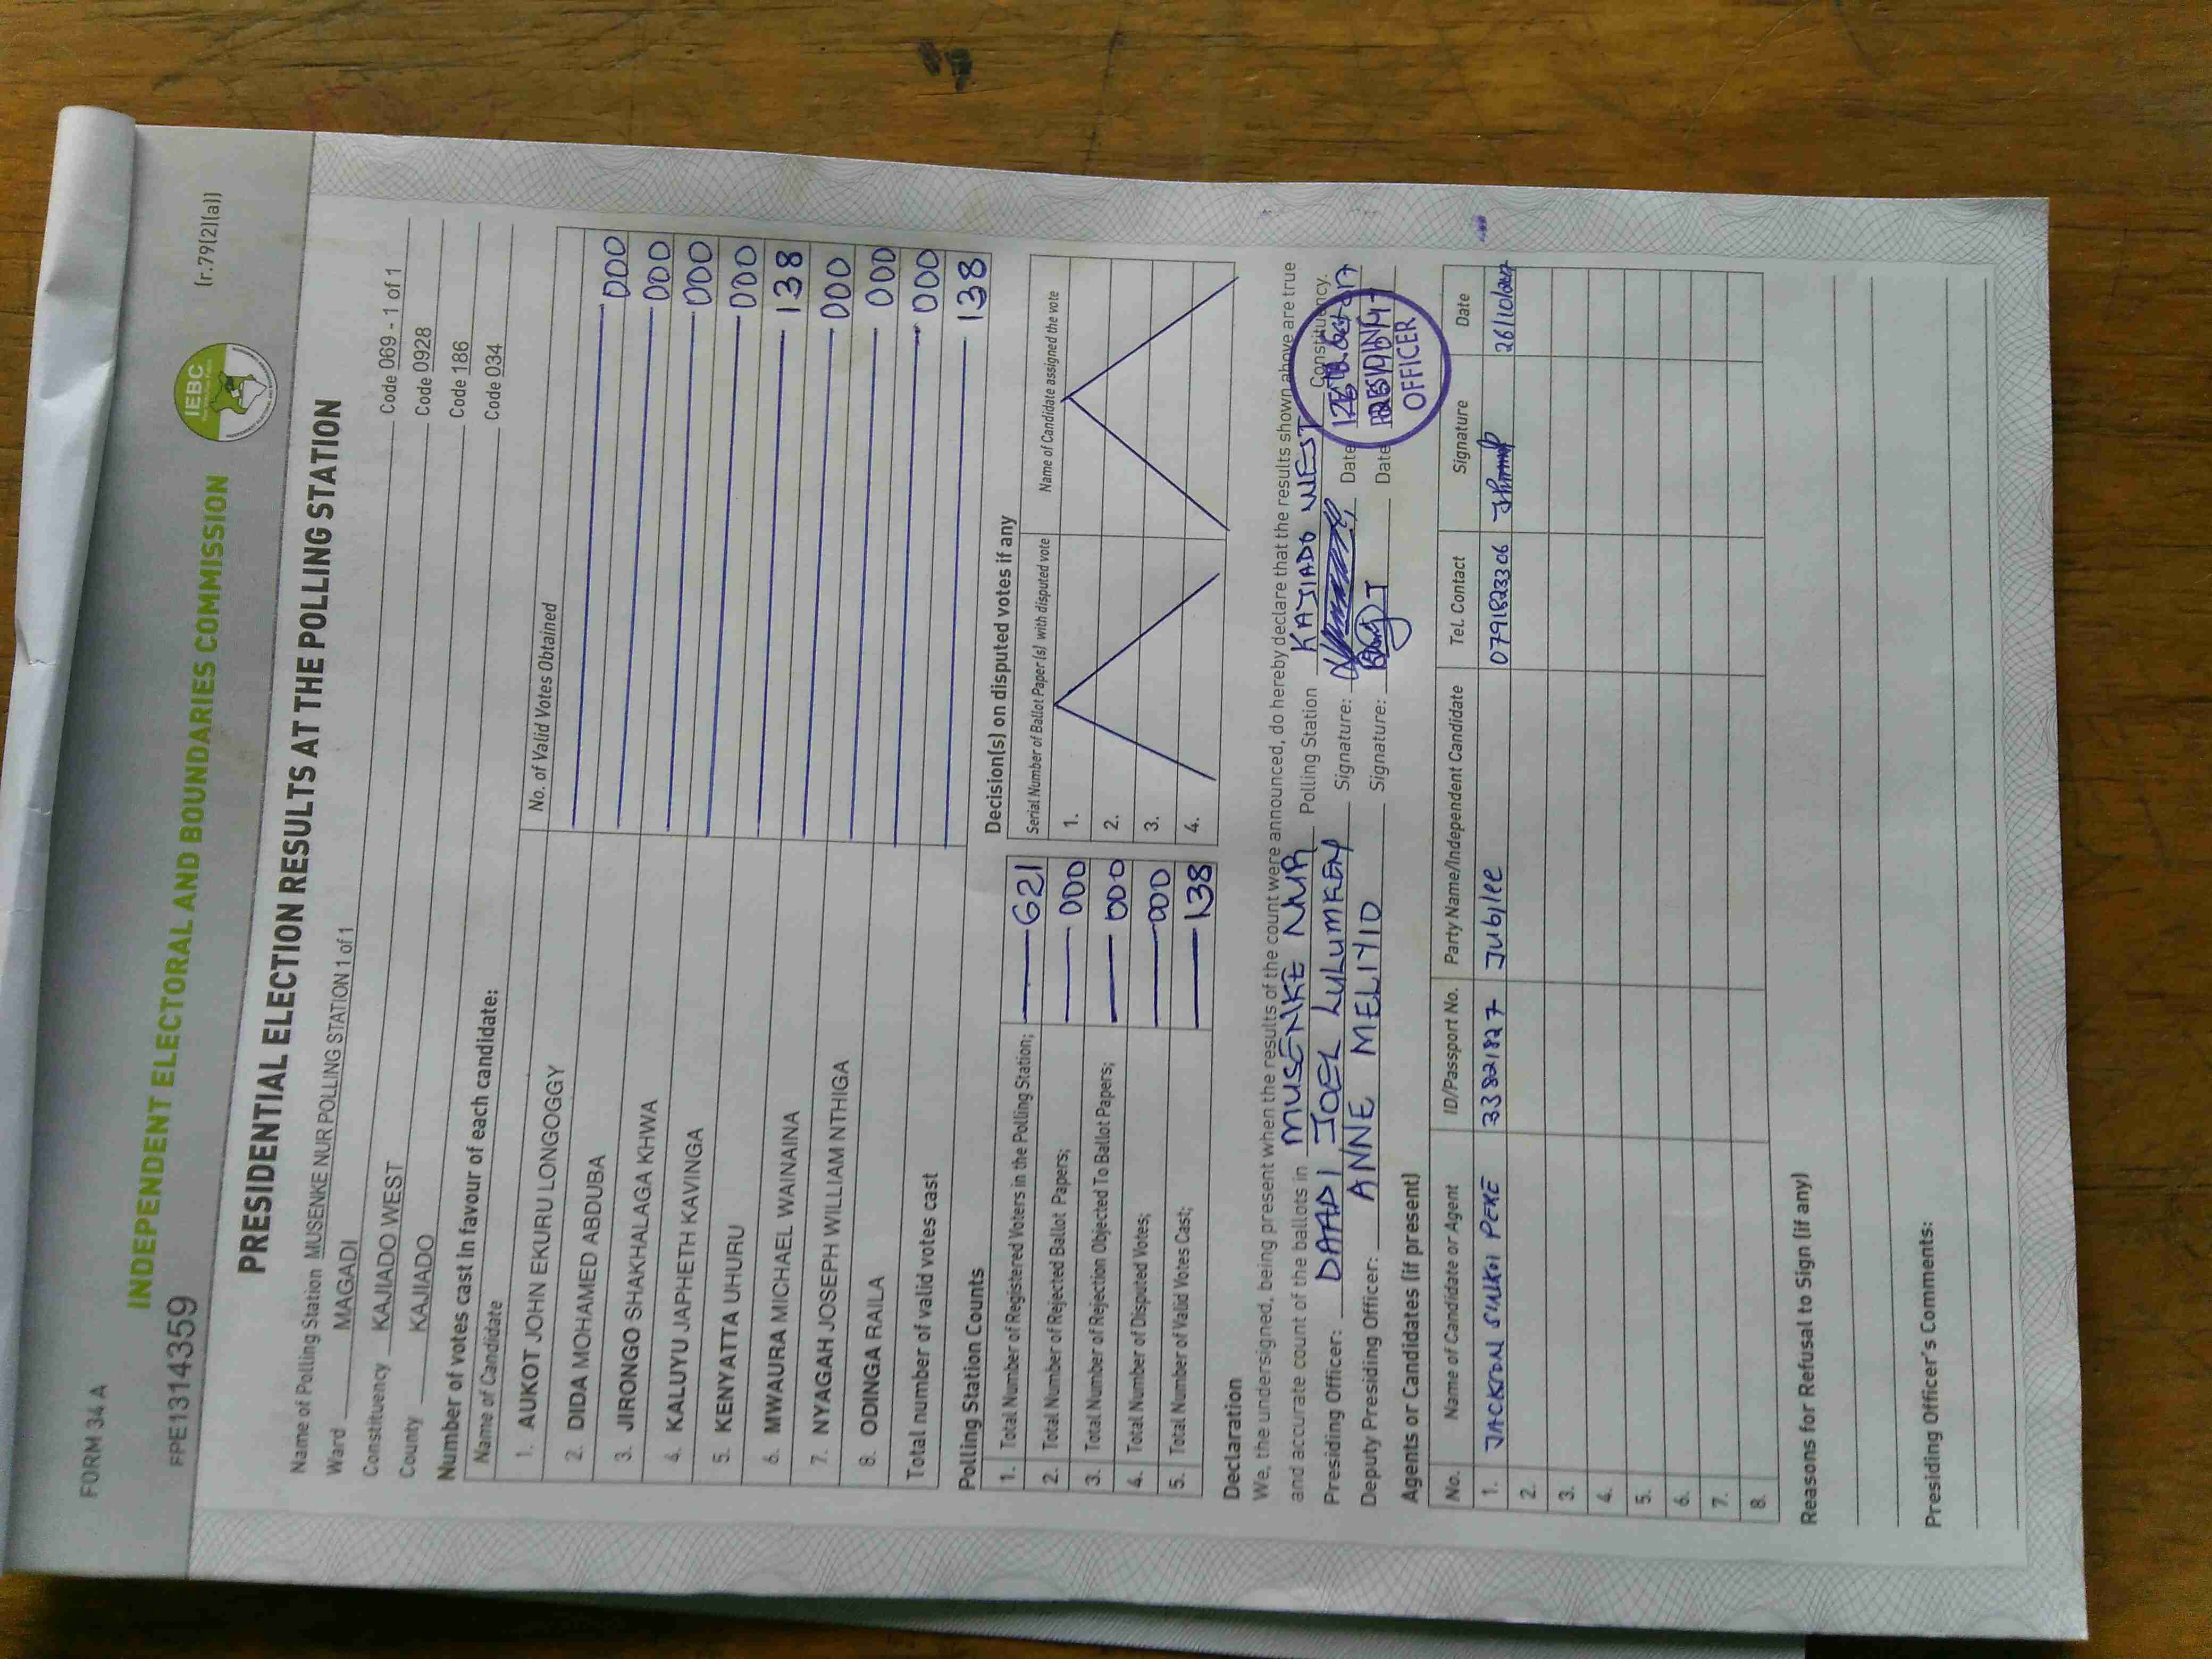 FORM 34 A
FPE1314359
INDEPENDENT ELECTORAL AND BOUNDARIES COMMISSION
IEBC
(r.79(2)(a))
PRESIDENTIAL ELECTION RESULTS AT THE POLLING STATION
Name of Polling Station MUSENKE NUR POLLING STATION 1 of 1 Code 069 - 1 of 1
Ward MAGADI Code 0928
Constituency KAJIADO WEST Code 186
County KAJIADO Code 034
Number of votes cast in favour of each candidate:
Name of Candidate No. of Valid Votes Obtained
1. AUKOT JOHN EKURU LONGOGGY 000
2. DIDA MOHAMED ABDUBA 000
3. JIRONGO SHAKHALAGA KHWA 000
4. KALUYU JAPHETH KAVINGA 000
5. KENYATTA UHURU 138
6. MWAURA MICHAEL WAINAINA 000
7. NYAGAH JOSEPH WILLIAM NTHIGA 000
8. ODINGA RAILA 000
Total number of valid votes cast 138
Polling Station Counts
1. Total Number of Registered Voters in the Polling Station; 621
2. Total Number of Rejected Ballot Papers; 000
3. Total Number of Rejection Objected To Ballot Papers; 000
4. Total Number of Disputed Votes; 000
5. Total Number of Valid Votes Cast; 138
Decision(s) on disputed votes if any
Serial Number of Ballot Paper(s) with disputed vote Name of Candidate assigned the vote
1.
2.
3.
4.
Declaration
We, the undersigned, being present when the results of the count were announced, do hereby declare that the results shown above are true
and accurate count of the ballots in MUSENKE NUR Polling Station KAJIADO WEST Constituency.
Presiding Officer: DAAPI JOEL LULUMKEN Signature: Date
Deputy Presiding Officer: ANNE MELIYIO Signature: Date
PRESIDING OFFICER
Agents or Candidates (if present)
No. Name of Candidate or Agent ID/Passport No. Party Name/Independent Candidate Tel. Contact Signature Date
1. JACKSON SULKOI PEKE 33821827 Jubilee 0791823306 26/10/2017
2.
3.
4.
5.
6.
7.
8.
Reasons for Refusal to Sign (if any)
Presiding Officer's Comments: